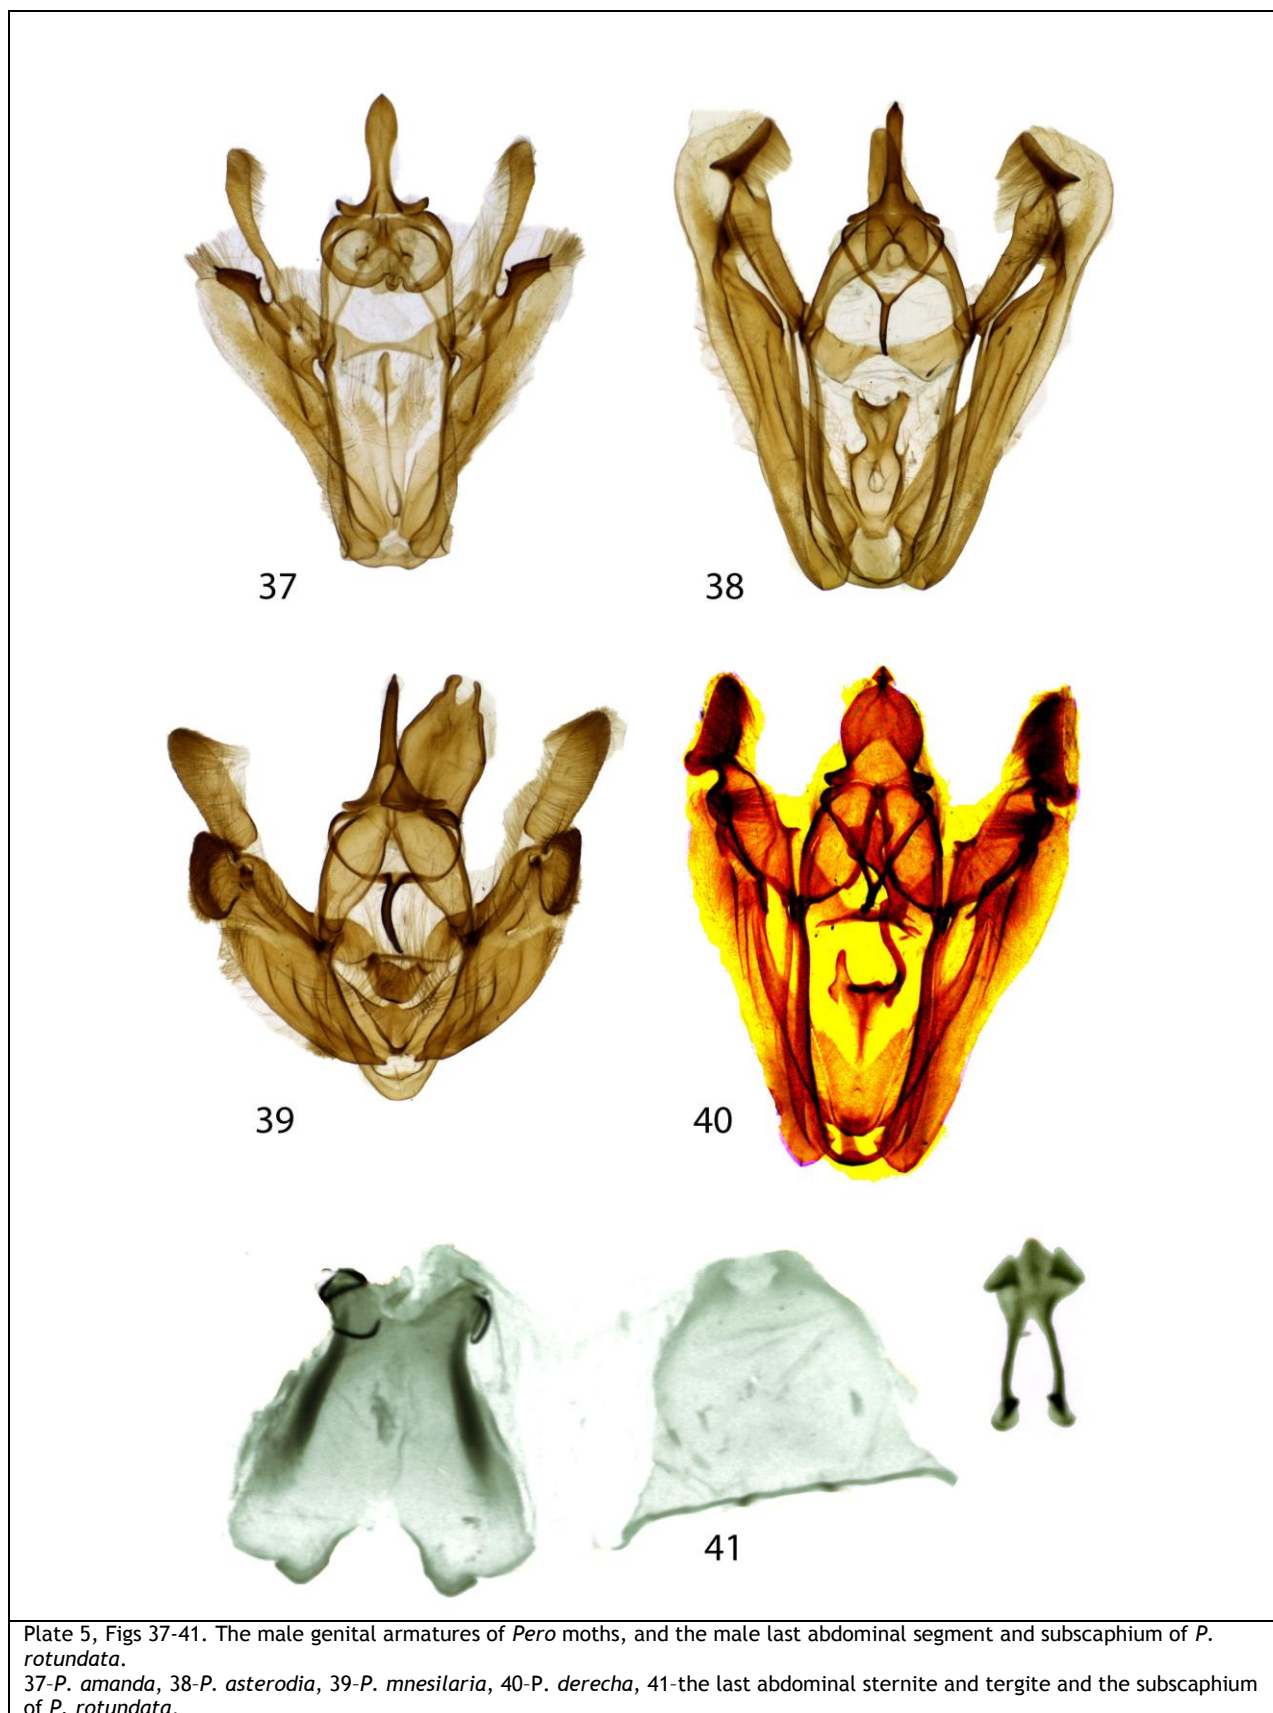 37
38
39
40
41
Plate 5, Figs 37-41. The male genital armatures of Pero moths, and the male last abdominal segment and subscaphium of P.
rotundata.
37-P. amanda, 38-P. asterodia, 39-P. mnesilaria, 40-P. derecha, 41-the last abdominal sternite and tergite and the subscaphium
of P. rotundata.